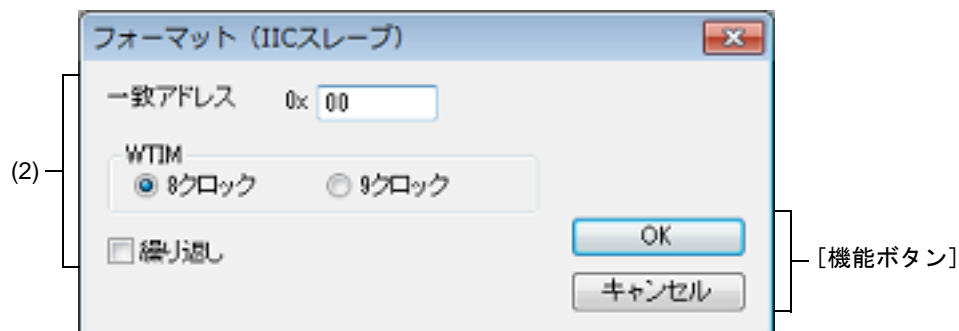 フォーマット（IICスレーブ）
一致アドレス 0x 00
(2)
WTIM
8クロック 9クロック
繰り返し
OK
キャンセル
［機能ボタン］